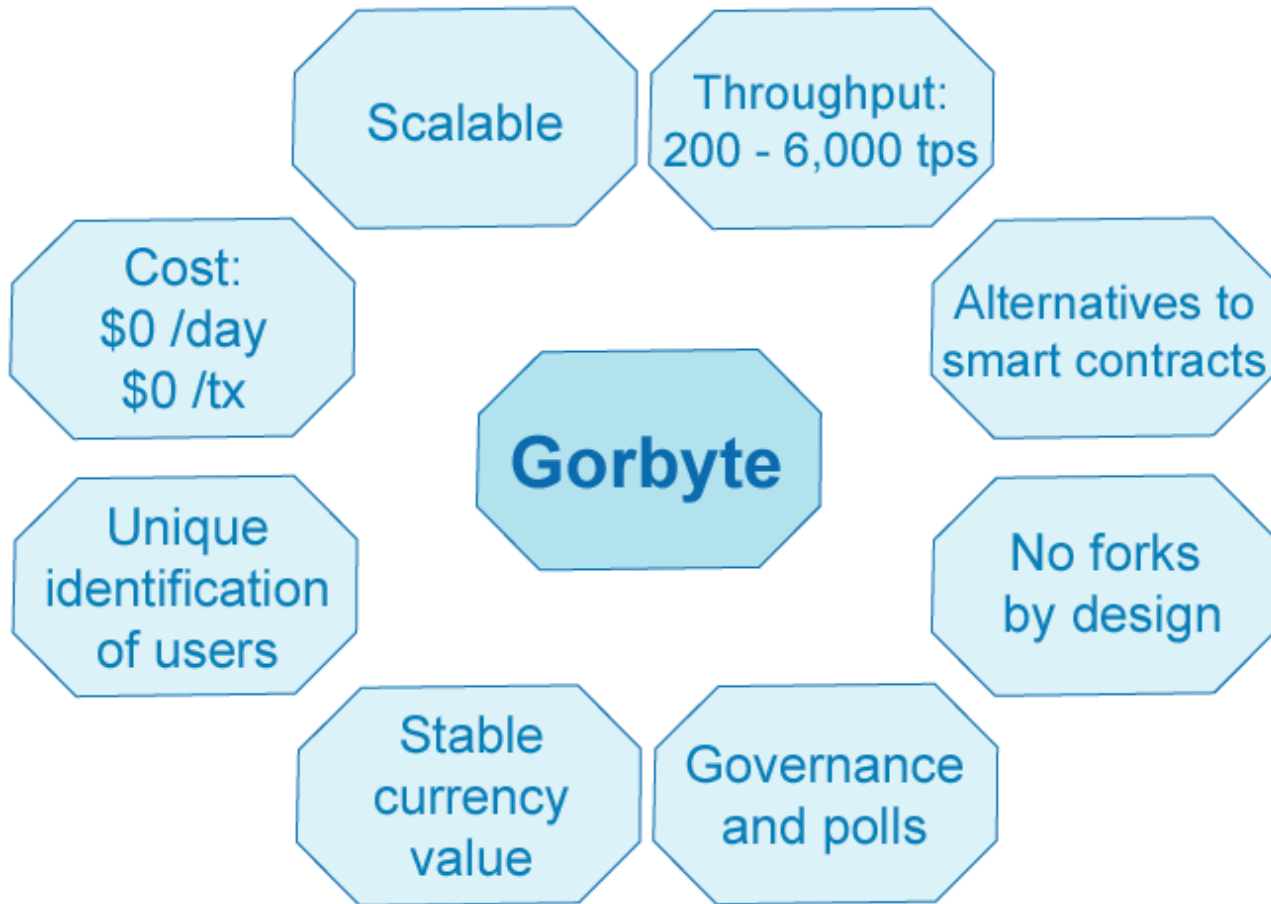 Scalable
Throughput:
200 - 6,000 tps
Cost:
$0 /day
$0 /tx
Alternatives to
smart contracts
Gorbyte
Unique
identification
of users
No forks
by design
Stable
currency
value
Governance
and polls